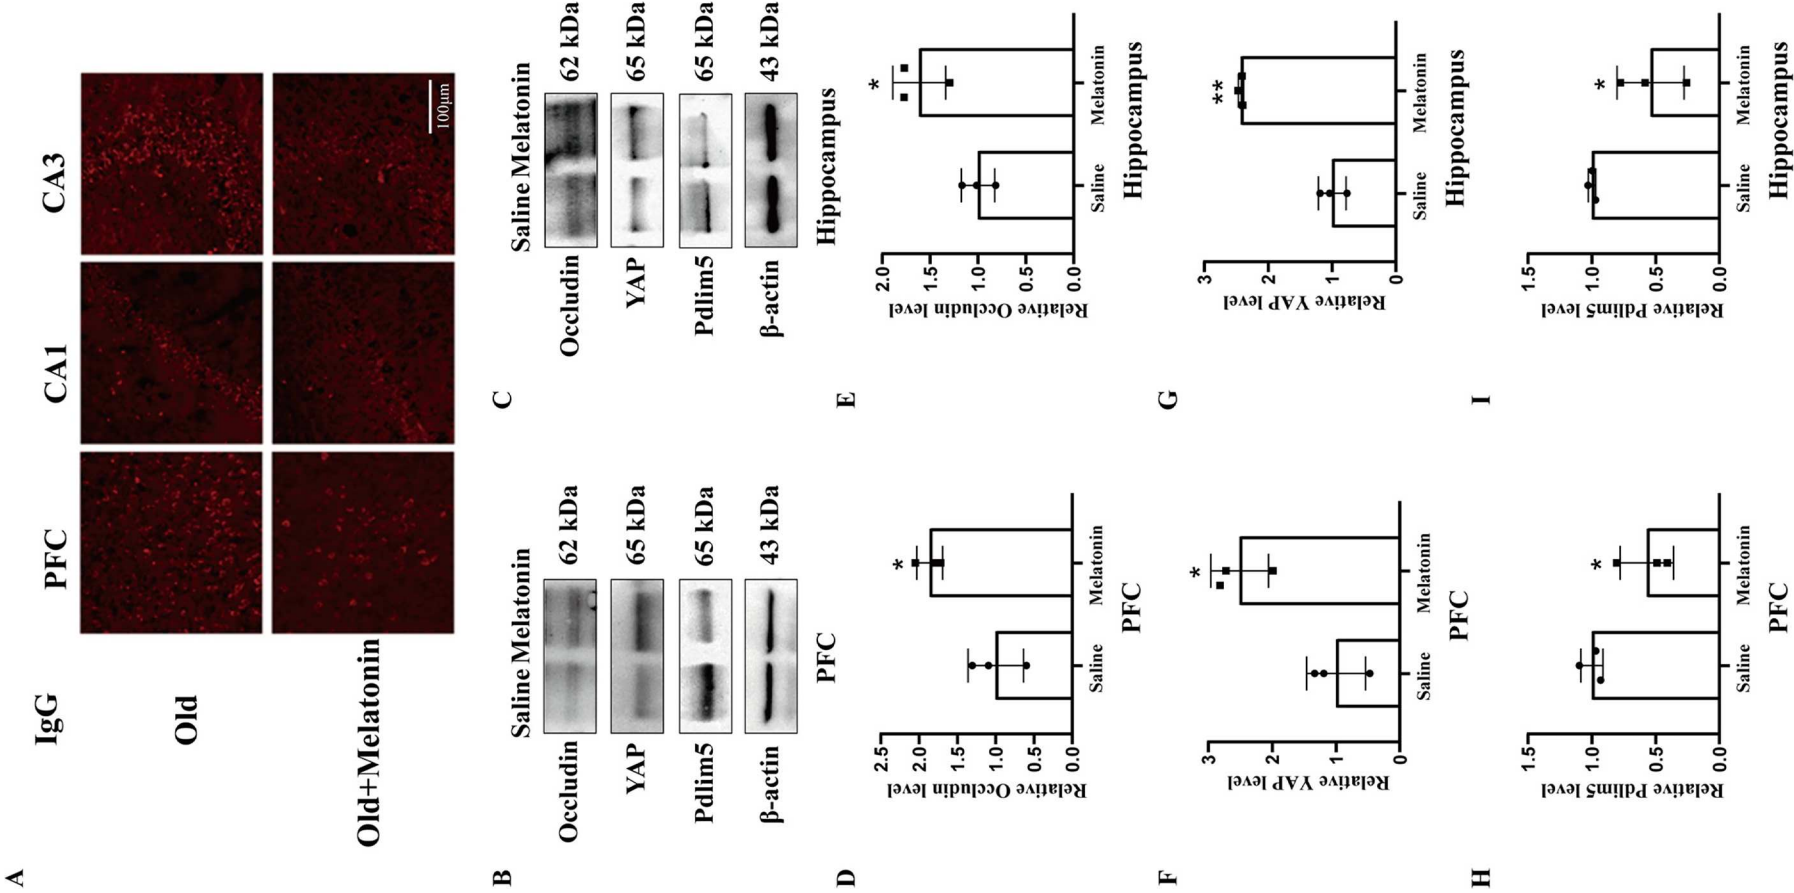 A
IgG
PFC
CA1
CA3
Old
Old+Melatonin
100μm
B
Saline Melatonin
Occludin
62 kDa
YAP
65 kDa
Pdlim5
65 kDa
β-actin
43 kDa
PFC
C
Saline Melatonin
Occludin
62 kDa
YAP
65 kDa
Pdlim5
65 kDa
β-actin
43 kDa
Hippocampus
D
Relative Occludin level
2.5
2.0
1.5
1.0
0.5
0.0
*
Saline
Melatonin
PFC
E
Relative Occludin level
2.0
1.5
1.0
0.5
0.0
*
Saline
Melatonin
Hippocampus
F
Relative YAP level
3
2
1
0
*
Saline
Melatonin
PFC
G
Relative YAP level
3
2
1
0
**
Saline
Melatonin
Hippocampus
H
Relative Pdlim5 level
1.5
1.0
0.5
0.0
*
Saline
Melatonin
PFC
I
Relative Pdlim5 level
1.5
1.0
0.5
0.0
*
Saline
Melatonin
Hippocampus